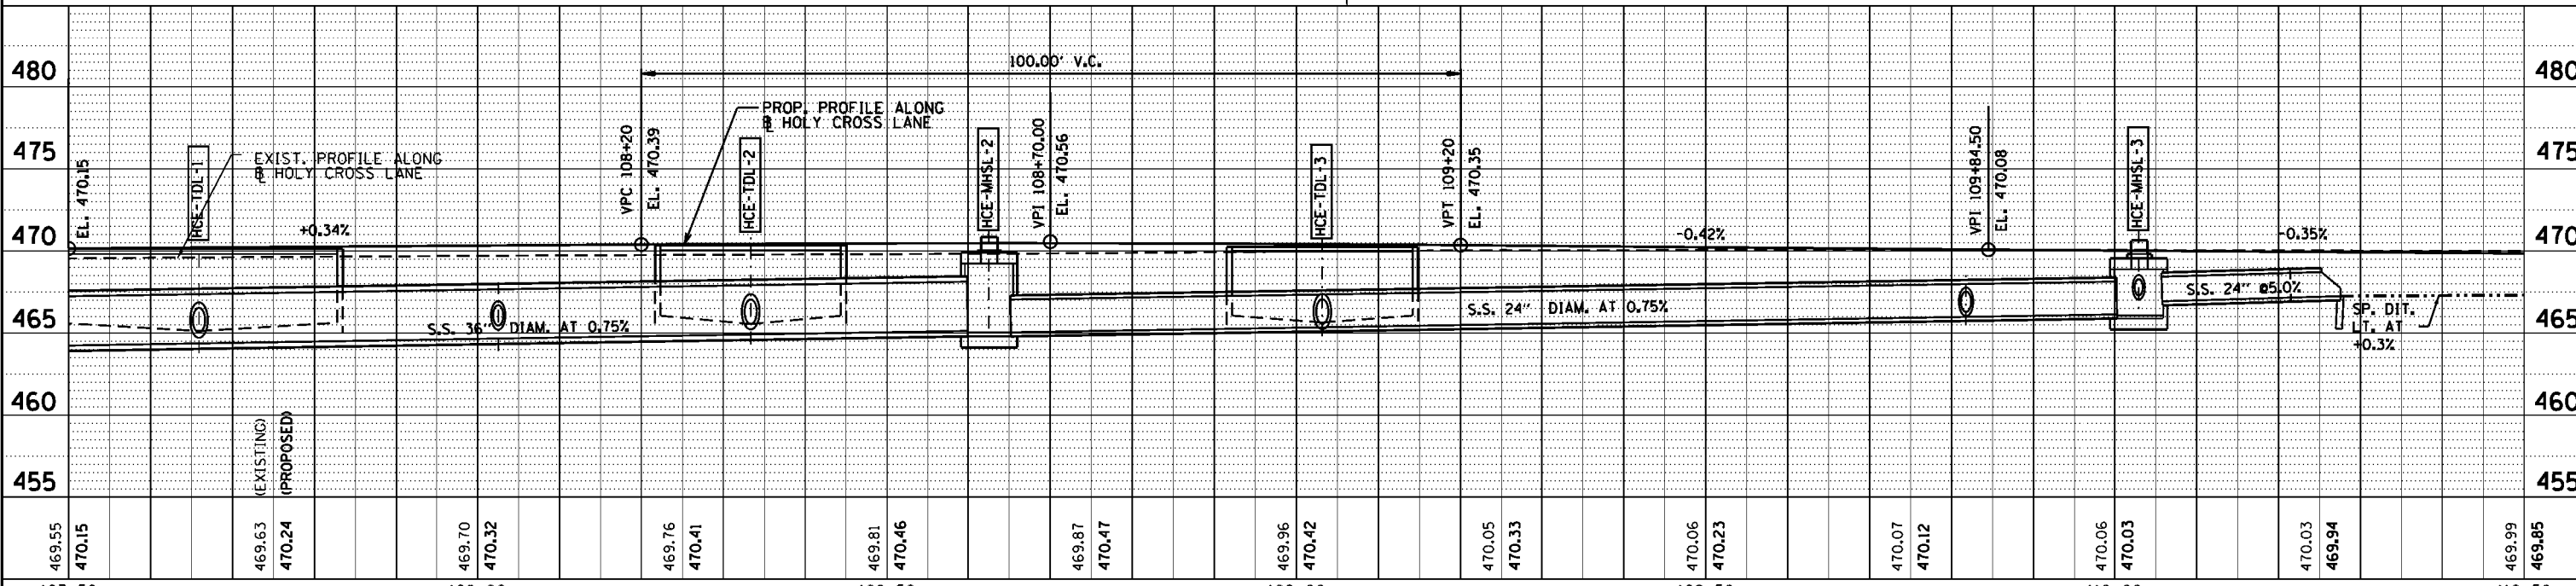 480
480
475
475
470
470
465
465
460
460
455
455
100.00' V.C.
PROP. PROFILE ALONG
HOLY CROSS LANE
EXIST. PROFILE ALONG
HOLY CROSS LANE
EL. 470.15
HCE-TDL-1
+0.34%
VPC 108+20
EL. 470.39
HCE-TDL-2
HCE-MHSL-2
VPI 108+70.00
EL. 470.56
HCE-TDL-3
VPT 109+20
EL. 470.35
-0.42%
VPI 109+84.50
EL. 470.08
HCE-MHSL-3
-0.35%
S.S. 36" DIAM. AT 0.75%
S.S. 24" DIAM. AT 0.75%
S.S. 24" @5.0%
SP. DIT.
LT. AT
+0.3%
(EXISTING)
(PROPOSED)
469.55
470.15
469.63
470.24
469.70
470.32
469.76
470.41
469.81
470.46
469.87
470.47
469.96
470.42
470.05
470.33
470.06
470.23
470.07
470.12
470.06
470.03
470.03
469.94
469.99
469.85